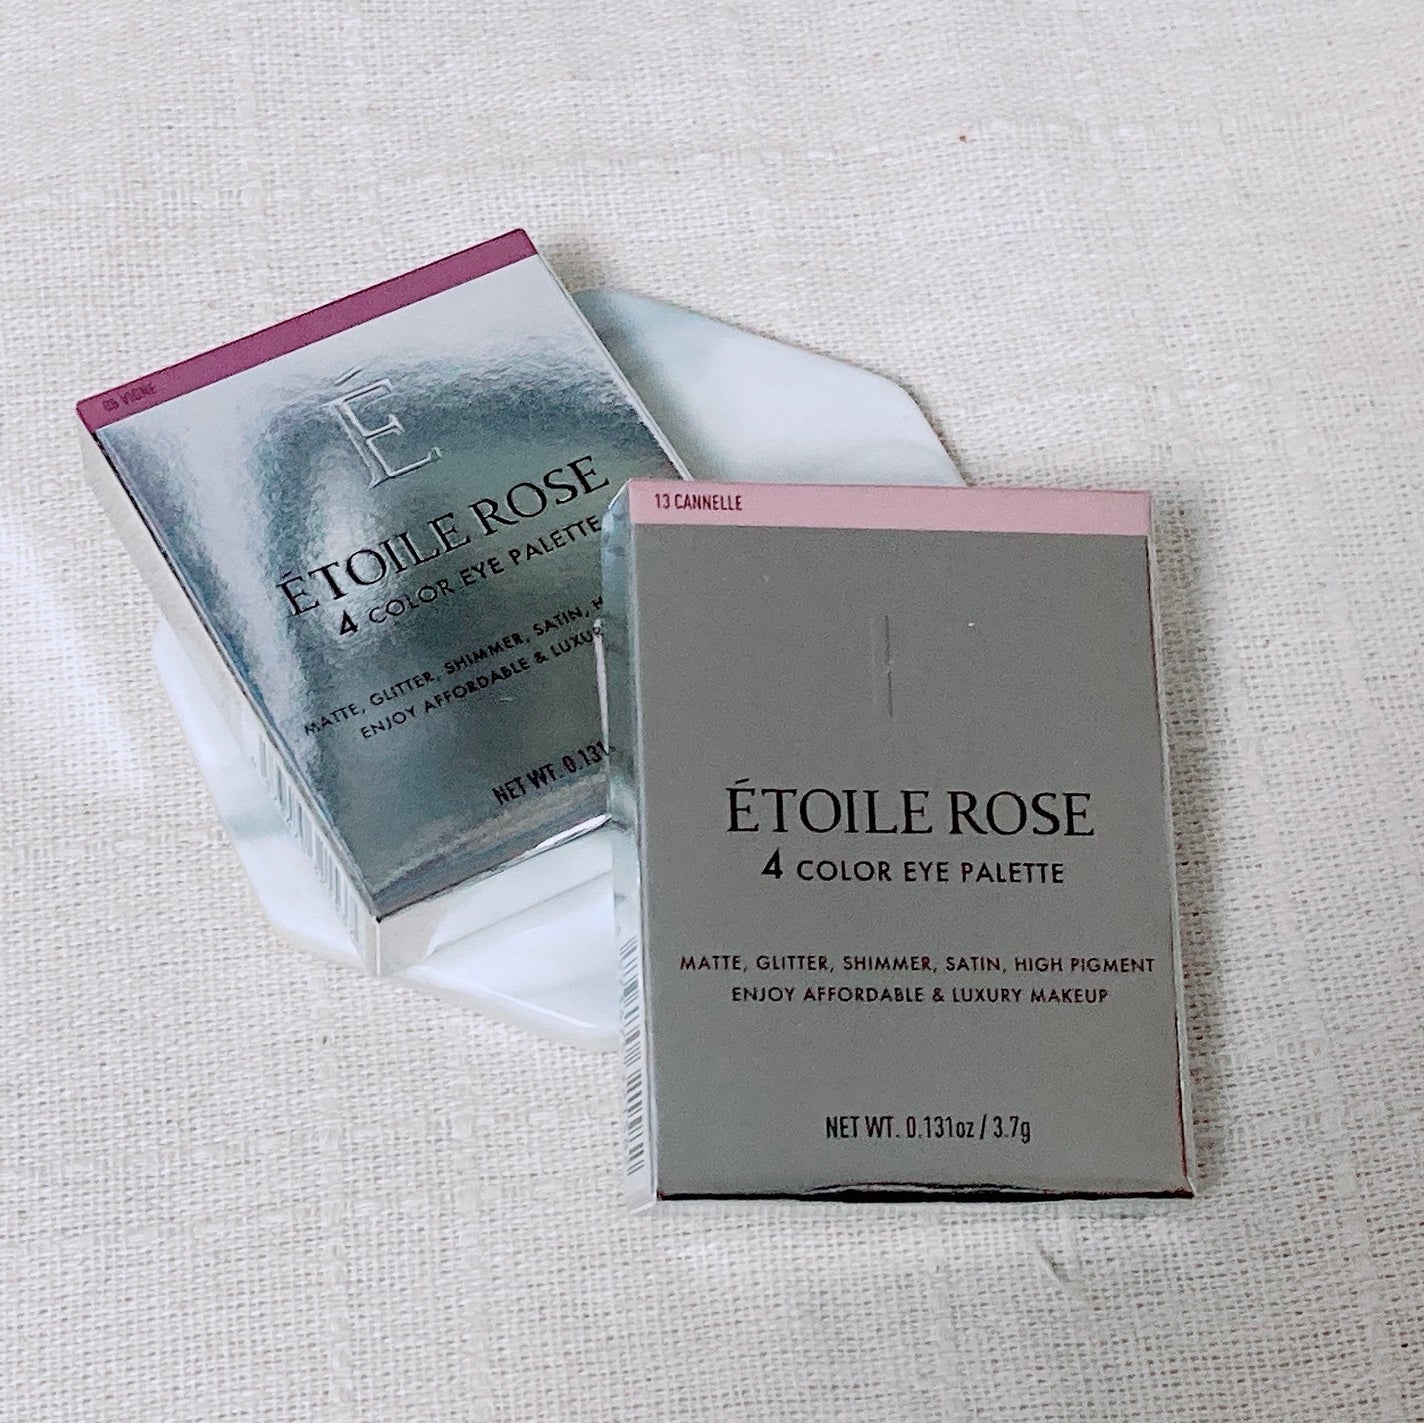 VIGNE
É
ÉTOILE ROSE
4 COLOR EYE PALETTE
MATTE, GLITTER, SHIMMER, SATIN,
ENJOY AFFORDABLE &
NET WT. 0.131
13 CANNELLE
ÉTOILE ROSE
4 COLOR EYE PALETTE
MATTE, GLITTER, SHIMMER, SATIN, HIGH PIGMENT
ENJOY AFFORDABLE & LUXURY MAKEUP
NET WT. 0.131oz / 3.7g